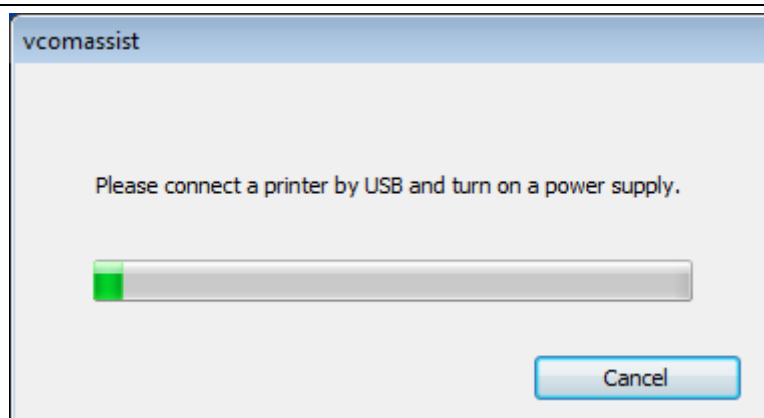 vcomassist
Please connect a printer by USB and turn on a power supply.
Cancel